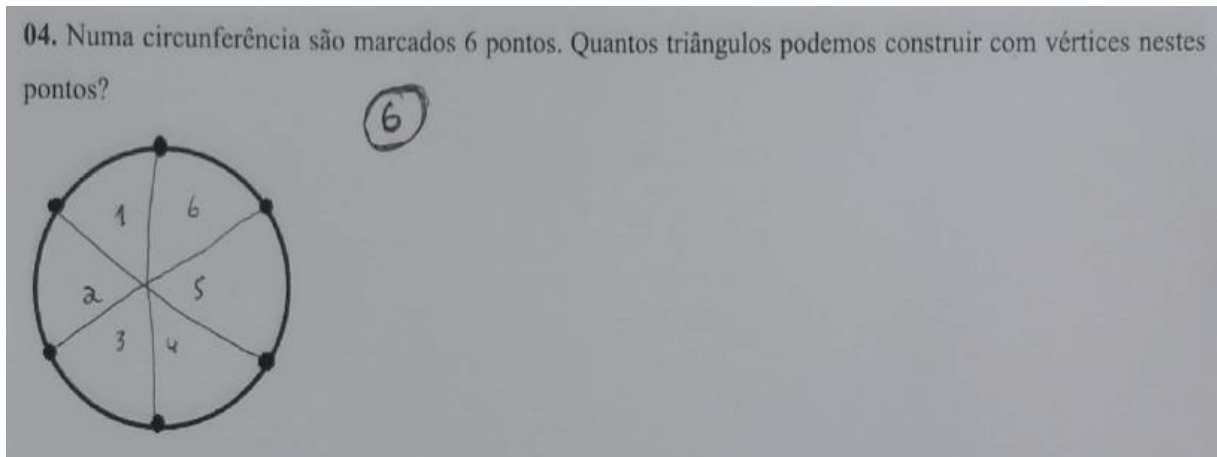 04. Numa circunferência são marcados 6 pontos. Quantos triângulos podemos construir com vértices nestes
pontos?
6
1 6
2 5
3 4